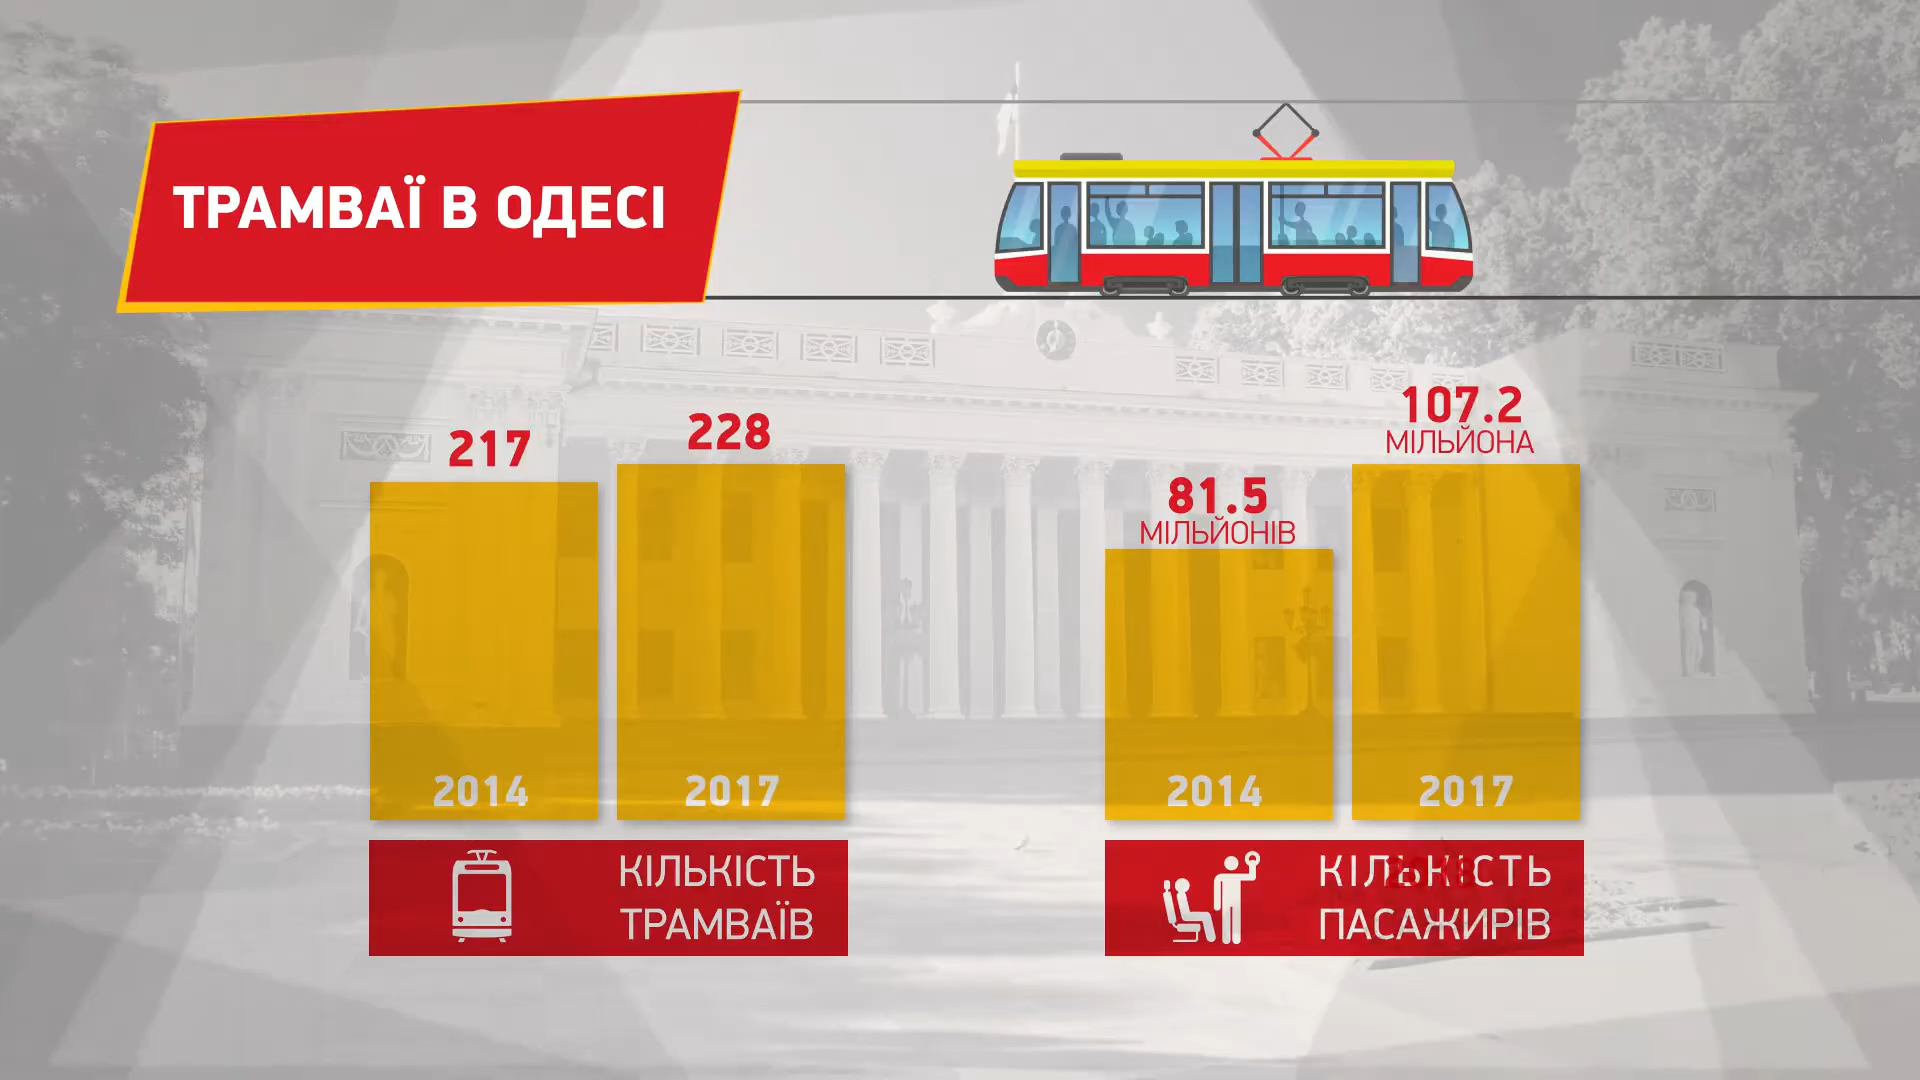 ТРАМВАЇ В ОДЕСІ
217
228
2014
2017
КІЛЬКІСТЬ
ТРАМВАЇВ
81.5
МІЛЬЙОНІВ
107.2
МІЛЬЙОНА
2014
2017
КІЛЬКІСТЬ
ПАСАЖИРІВ